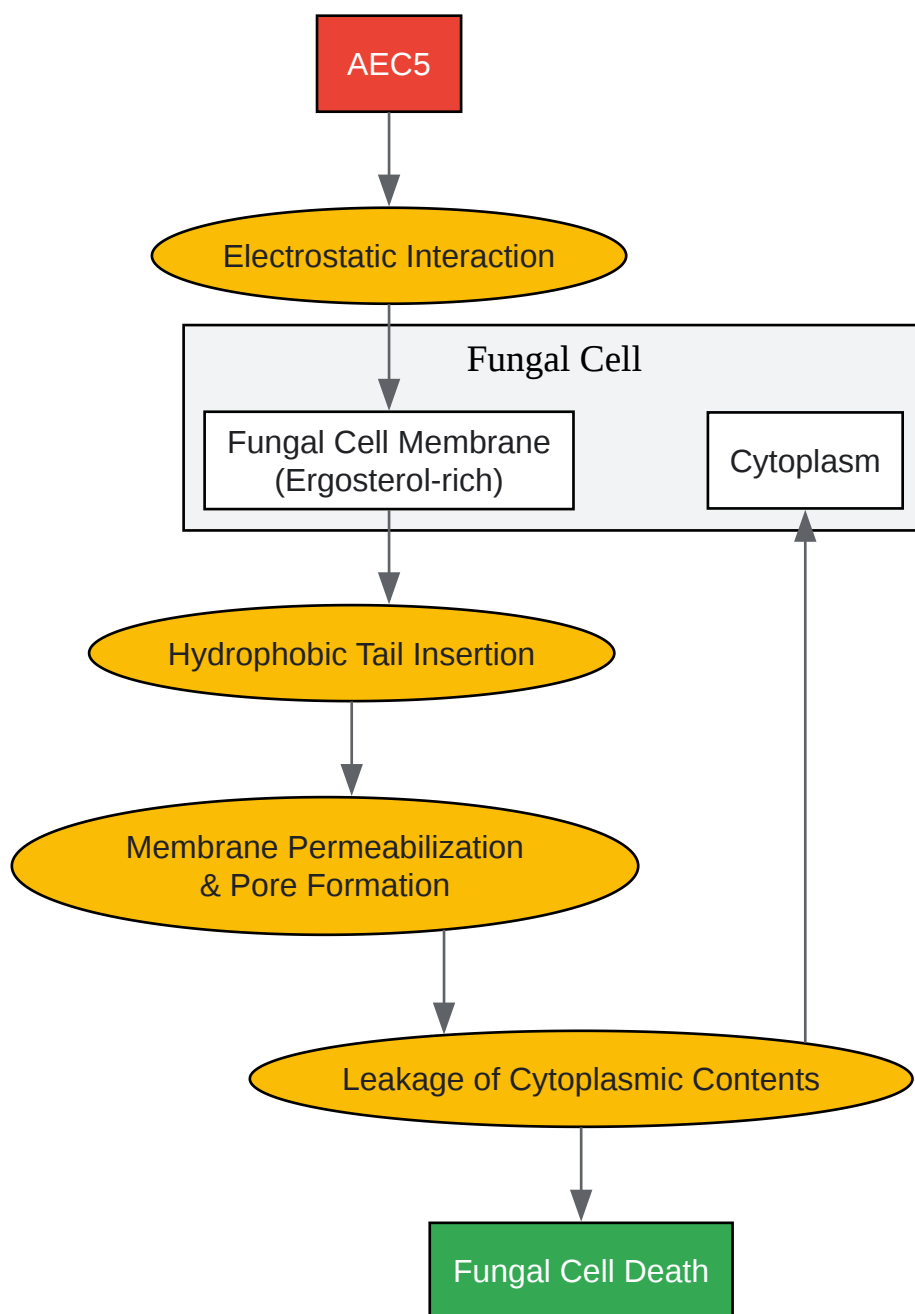 AEC5
Electrostatic Interaction
Fungal Cell
Fungal Cell Membrane
(Ergosterol-rich)
Cytoplasm
Hydrophobic Tail Insertion
Membrane Permeabilization
& Pore Formation
Leakage of Cytoplasmic Contents
Fungal Cell Death